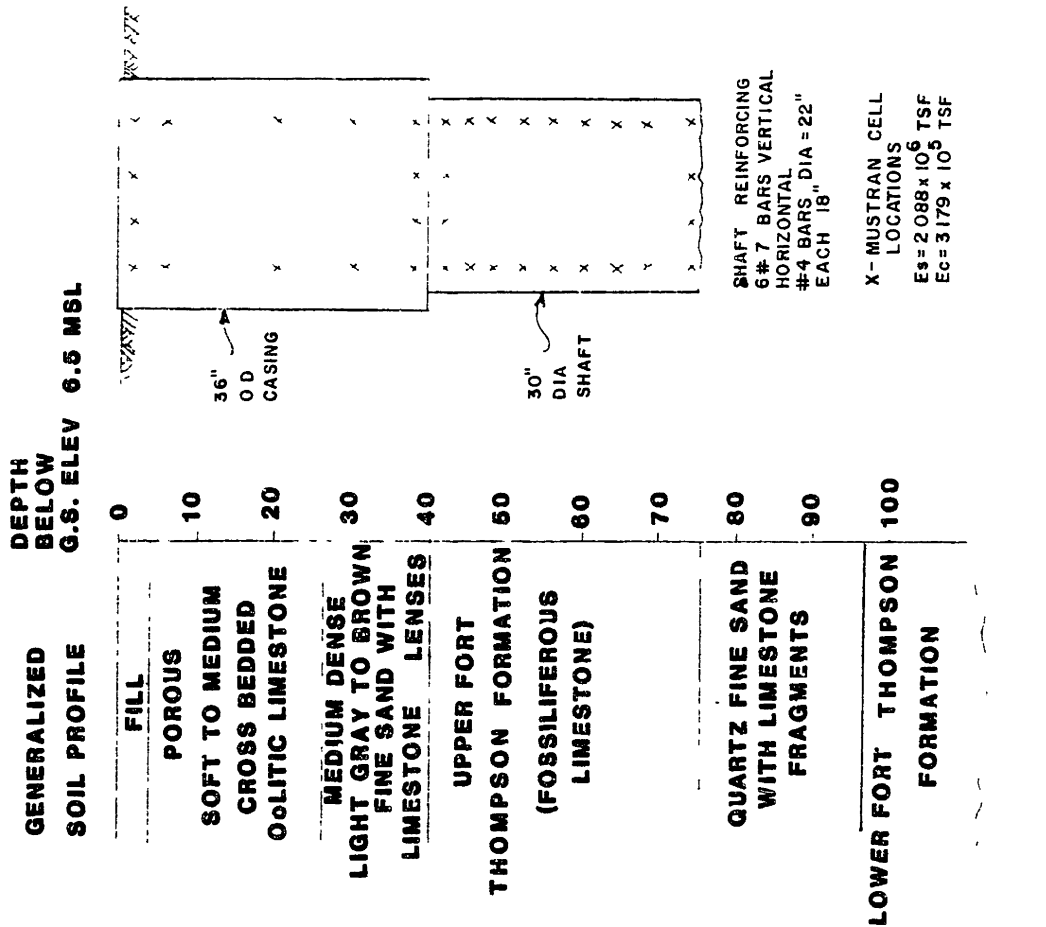 GENERALIZED
SOIL PROFILE
DEPTH
BELOW
G.S. ELEV 6.5 MSL
FILL
POROUS
SOFT TO MEDIUM
CROSS BEDDED
OoLITIC LIMESTONE
MEDIUM DENSE
LIGHT GRAY TO BROWN
FINE SAND WITH
LIMESTONE LENSES
UPPER FORT
THOMPSON FORMATION
(FOSSILIFEROUS
LIMESTONE)
QUARTZ FINE SAND
WITH LIMESTONE
FRAGMENTS
LOWER FORT THOMPSON
FORMATION
0
10
20
30
40
50
60
70
80
90
100
36"
O D
CASING
30"
DIA
SHAFT
SHAFT REINFORCING
6#7 BARS VERTICAL
HORIZONTAL
#4 BARS DIA=22"
EACH 18"
X-MUSTRAN CELL
LOCATIONS
Es=2 088x10⁶ TSF
Ec=3 179 x 10⁵ TSF